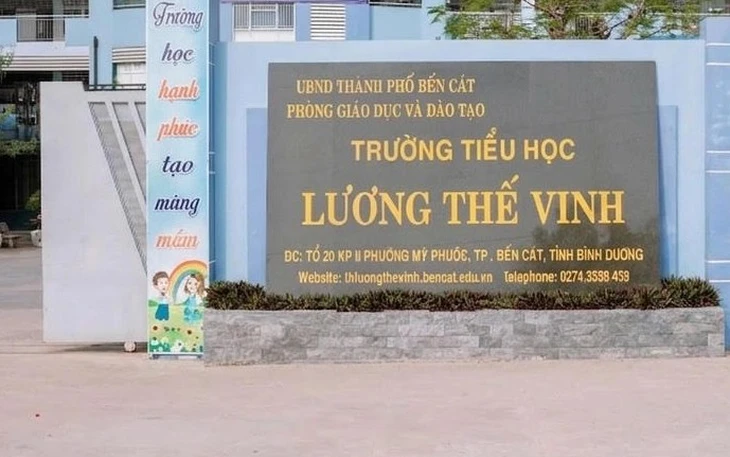 Trường
học
hạnh
phúc
tạo
măng
mầm
UBND THÀNH PHỐ BẾN CÁT
PHÒNG GIÁO DỤC VÀ ĐÀO TẠO
TRƯỜNG TIỂU HỌC
LƯƠNG THẾ VINH
ĐC: TỔ 20 KP II PHƯỜNG MỸ PHƯỚC, TP . BẾN CÁT, TỈNH BÌNH DƯƠNG
Website: thluongthevinh.bencat.edu.vn Telephone: 0274.3558 459